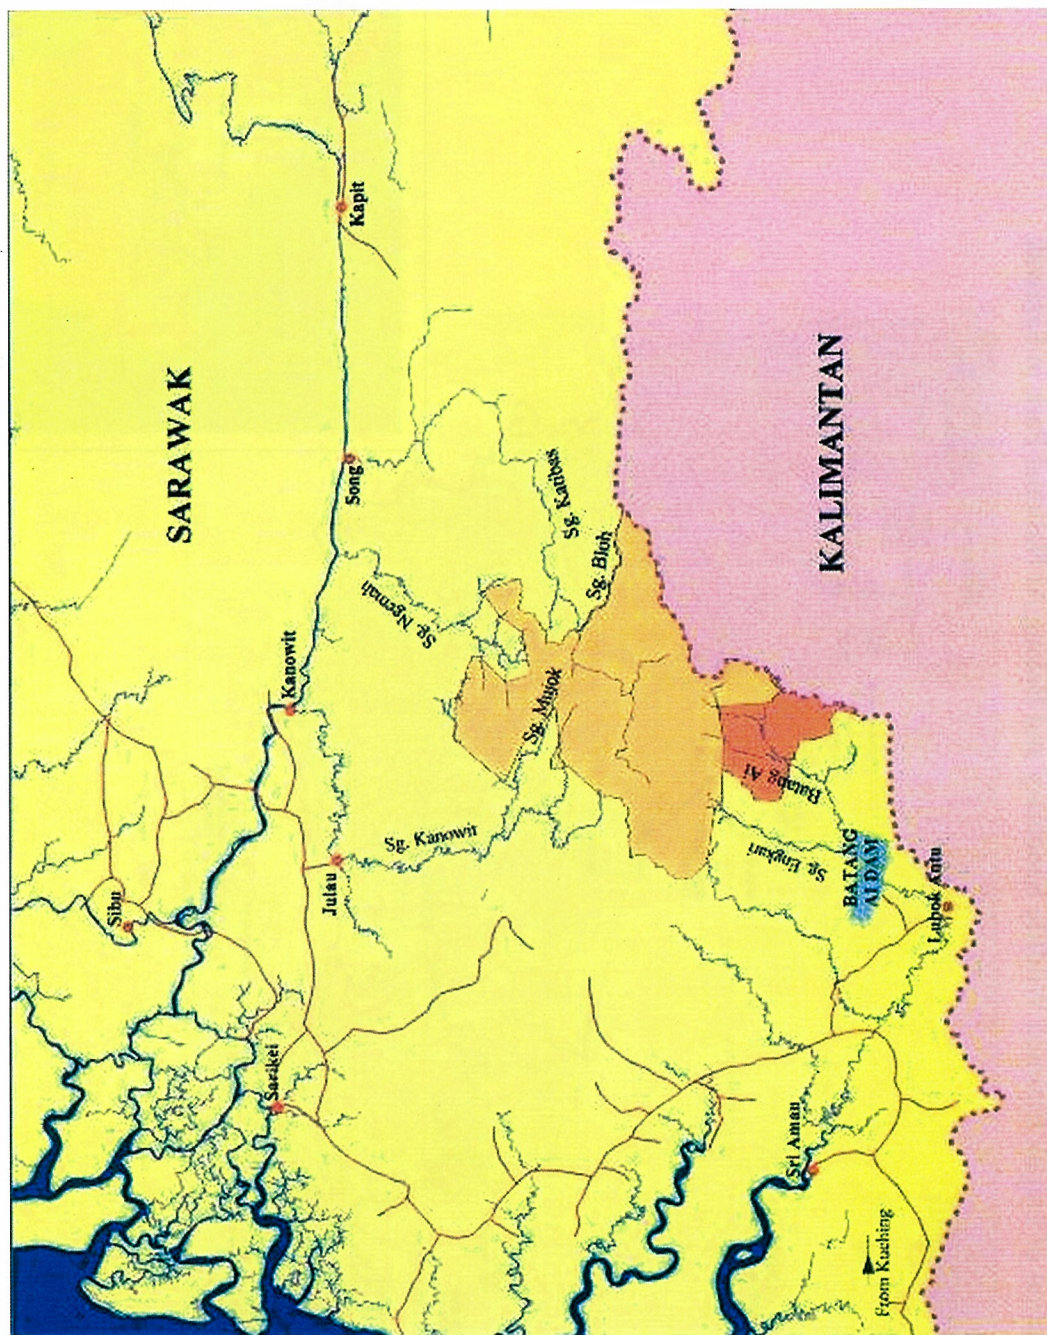 Sibu
SARAWAK
Sarikei
Kanowit
Julau
Song
Kapit
Sg. Ngemah
Sg. Kanowit
Sg. Mujok
Sg. Katibas
Sg. Bloh
Sri Aman
Batang Ai
Sg. Engkari
KALIMANTAN
BATANG
AI DAM
From Kuching
Lubok Antu